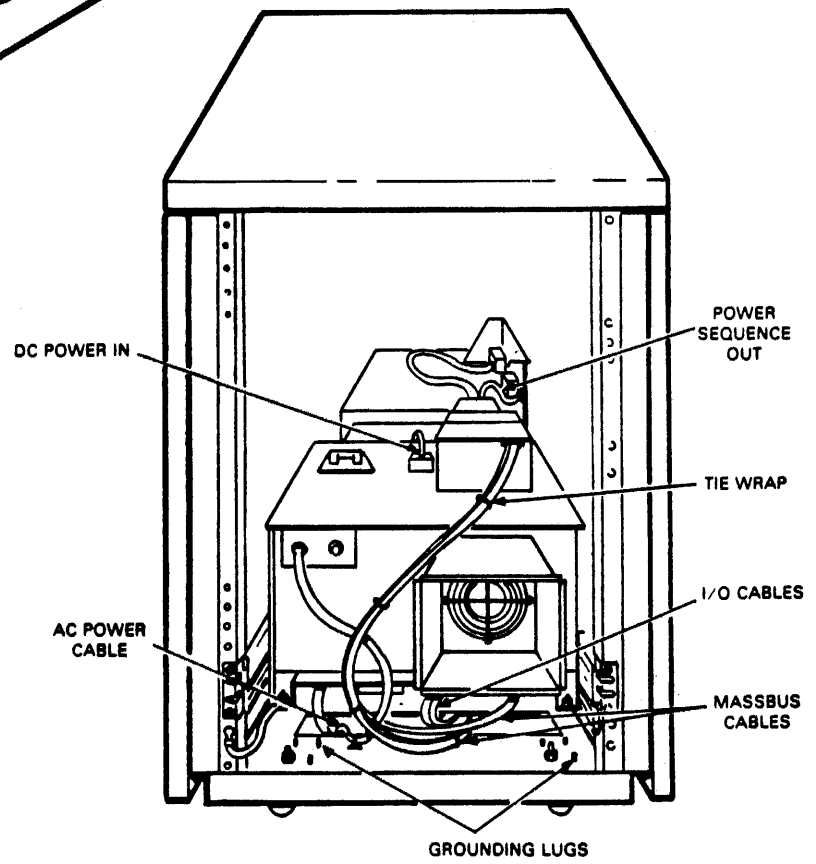 POWER
SEQUENCE
OUT
DC POWER IN
TIE WRAP
I/O CABLES
AC POWER
CABLE
MASSBUS
CABLES
GROUNDING LUGS